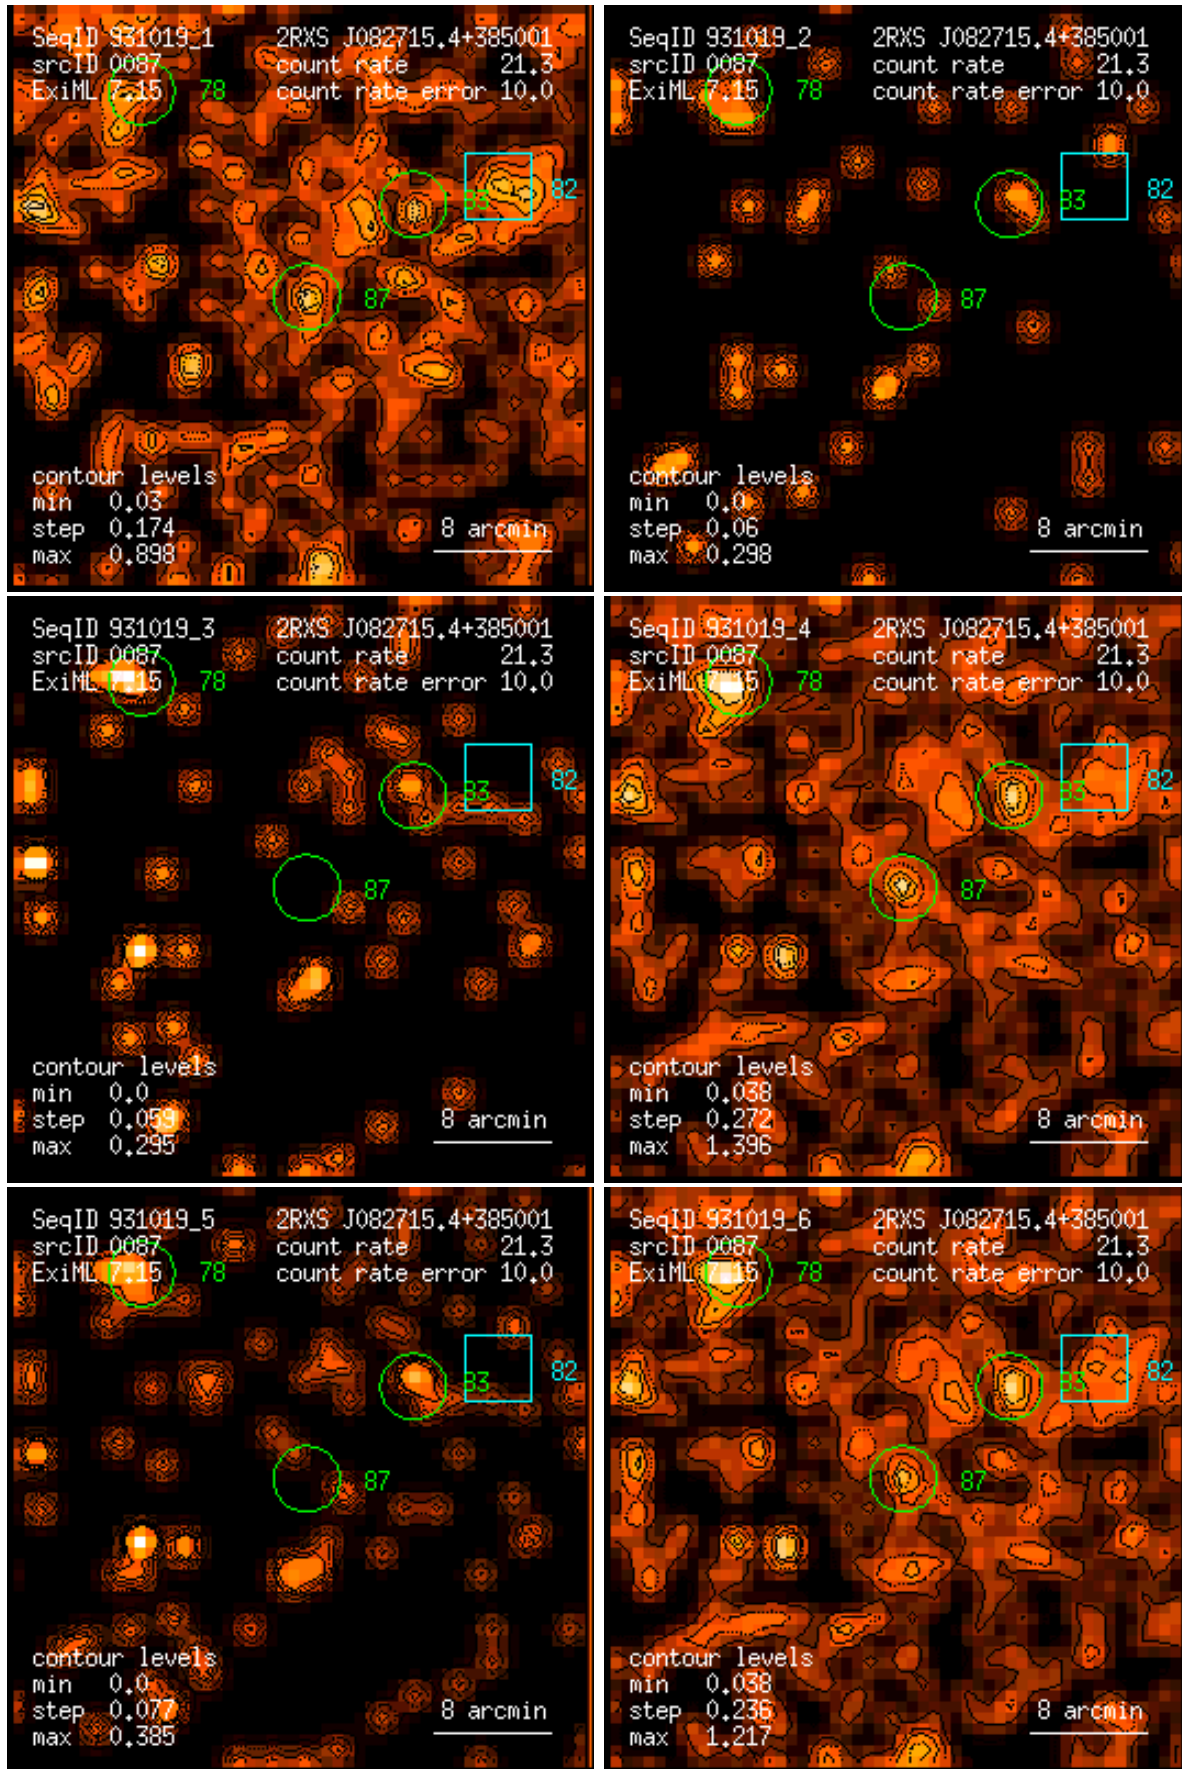 SeqID 931019_1 2RXS J082715.4+385001
srcID 0087 count rate 21.3
ExiML 7.15 78 count rate error 10.0
82
83
87
contour levels
min 0.03
step 0.174
max 0.898
8 arcmin
SeqID 931019_2 2RXS J082715.4+385001
srcID 0087 count rate 21.3
ExiML 7.15 78 count rate error 10.0
82
83
87
contour levels
min 0.0
step 0.06
max 0.298
8 arcmin
SeqID 931019_3 2RXS J082715.4+385001
srcID 0087 count rate 21.3
ExiML 7.15 78 count rate error 10.0
82
83
87
contour levels
min 0.0
step 0.059
max 0.295
8 arcmin
SeqID 931019_4 2RXS J082715.4+385001
srcID 0087 count rate 21.3
ExiML 7.15 78 count rate error 10.0
82
83
87
contour levels
min 0.038
step 0.272
max 1.396
8 arcmin
SeqID 931019_5 2RXS J082715.4+385001
srcID 0087 count rate 21.3
ExiML 7.15 78 count rate error 10.0
82
83
87
contour levels
min 0.0
step 0.077
max 0.385
8 arcmin
SeqID 931019_6 2RXS J082715.4+385001
srcID 0087 count rate 21.3
ExiML 7.15 78 count rate error 10.0
82
83
87
contour levels
min 0.038
step 0.236
max 1.217
8 arcmin